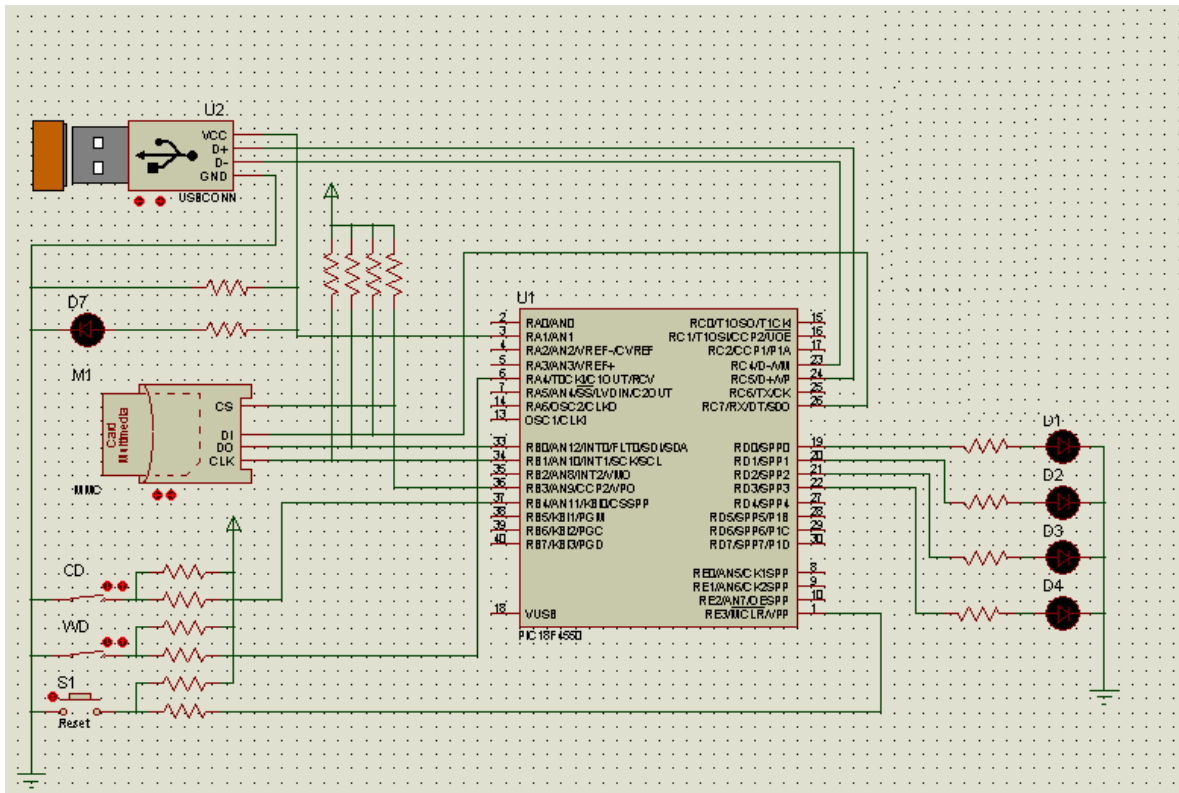 U2
VCC
D+
D-
GND
USBCONN
D7
M1
CS
DI
DO
CLK
Card
Multimedia
MMC
CD
WD
S1
Reset
U1
2 RA0/AN0
3 RA1/AN1
4 RA2/AN2/VREF-/CVREF
5 RA3/AN3/VREF+
6 RA4/T0CKI/C1OUT/RCV
7 RA5/AN4/SS/LVDIN/C2OUT
14 RA6/OSC2/CLKO
13 OSC1/CLKI
33 RB0/AN12/INT0/FLT0/SDI/SDA
34 RB1/AN10/INT1/SCK/SCL
35 RB2/AN8/INT2/VMO
36 RB3/AN9/CCP2/VPO
37 RB4/AN11/KBI0/CSSPP
38 RB5/KBI1/PGM
39 RB6/KBI2/PGC
40 RB7/KBI3/PGD
18 VUSB
RC0/T1OSO/T1CKI 15
RC1/T1OSI/CCP2/UOE 16
RC2/CCP1/P1A 17
RC4/D-/VM 23
RC5/D+/VP 24
RC6/TX/CK 25
RC7/RX/DT/SDO 26
RD0/SPP0 19
RD1/SPP1 20
RD2/SPP2 21
RD3/SPP3 22
RD4/SPP4 27
RD5/SPP5/P1B 28
RD6/SPP6/P1C 29
RD7/SPP7/P1D 30
RE0/AN5/CK1SPP 8
RE1/AN6/CK2SPP 9
RE2/AN7/OESPP 10
RE3/MCLR/VPP 1
PIC18F4550
D1
D2
D3
D4